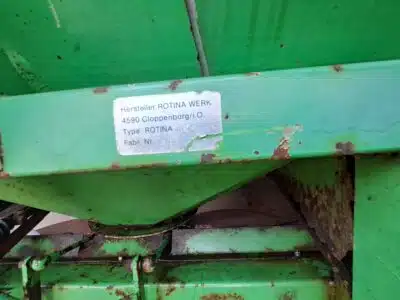 Hersteller ROTINA WERK
4590 Cloppenburg/i.O.
Type ROTINA
Fabr. Nr.